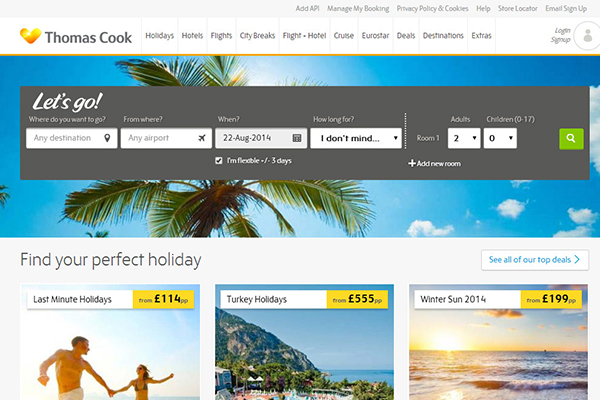 Add API Manage My Booking Privacy Policy & Cookies Help Store Locator Email Sign Up
Thomas Cook
Holidays Hotels Flights City Breaks Flight + Hotel Cruise Eurostar Deals Destinations Extras
Login
Signup
Let's go!
Where do you want to go? From where? When? How long for? Adults Children (0-17)
Any destination Any airport 22-Aug-2014 I don't mind... Room 1 2 0
I'm flexible +/- 3 days
Add new room
Find your perfect holiday
See all of our top deals
Last Minute Holidays from £114pp
Turkey Holidays from £555pp
Winter Sun 2014 from £199pp